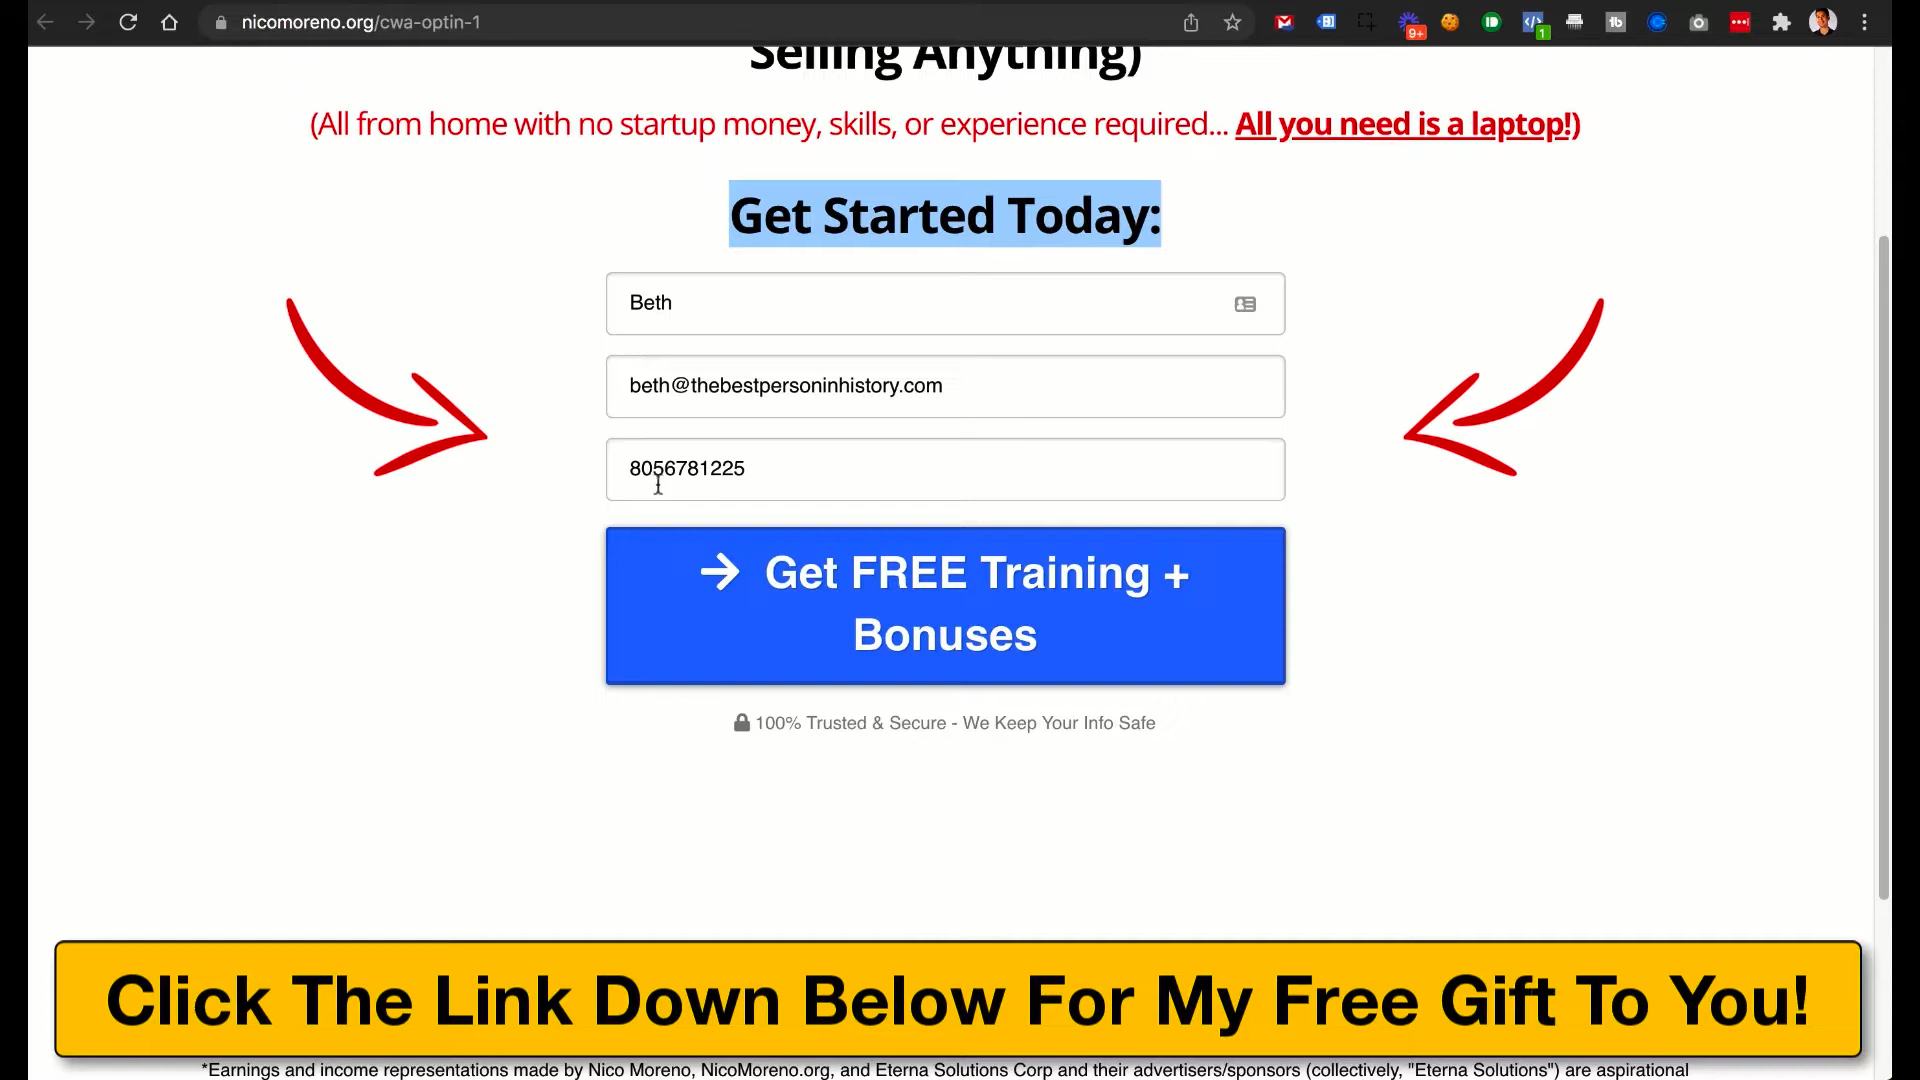 nicomoreno.org/cwa-optin-1
9+
1
Selling Anything)
(All from home with no startup money, skills, or experience required... All you need is a laptop!)
Get Started Today:
Beth
beth@thebestpersoninhistory.com
8056781225
Get FREE Training +
Bonuses
100% Trusted & Secure - We Keep Your Info Safe
Click The Link Down Below For My Free Gift To You!
*Earnings and income representations made by Nico Moreno, NicoMoreno.org, and Eterna Solutions Corp and their advertisers/sponsors (collectively, "Eterna Solutions") are aspirational